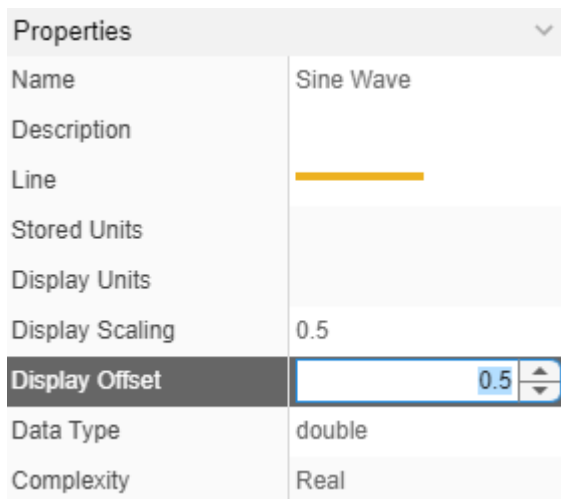 Properties
Name Sine Wave
Description
Line
Stored Units
Display Units
Display Scaling 0.5
Display Offset 0.5
Data Type double
Complexity Real